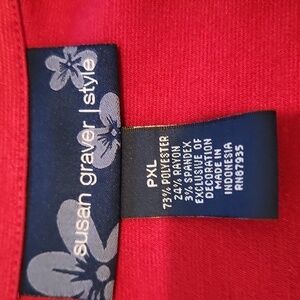 susan graver | style
PXL
73% POLYESTER
24% RAYON
3% SPANDEX
EXCLUSIVE OF
DECORATION
MADE IN
INDONESIA
RN87935